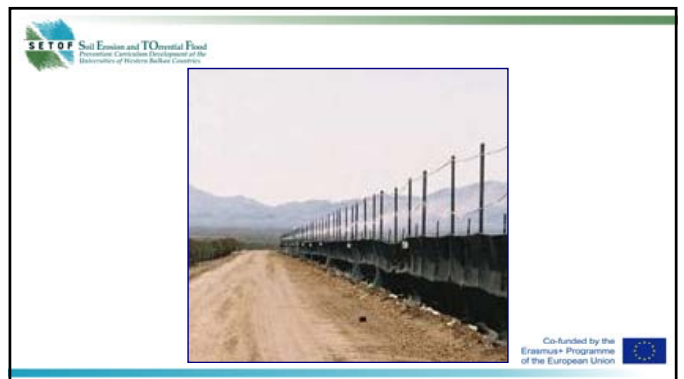 SETOF
Soil Erosion and TOrrential Flood
Prevention: Curriculum Development at the
Universities of Western Balkan Countries
Co-funded by the
Erasmus+ Programme
of the European Union